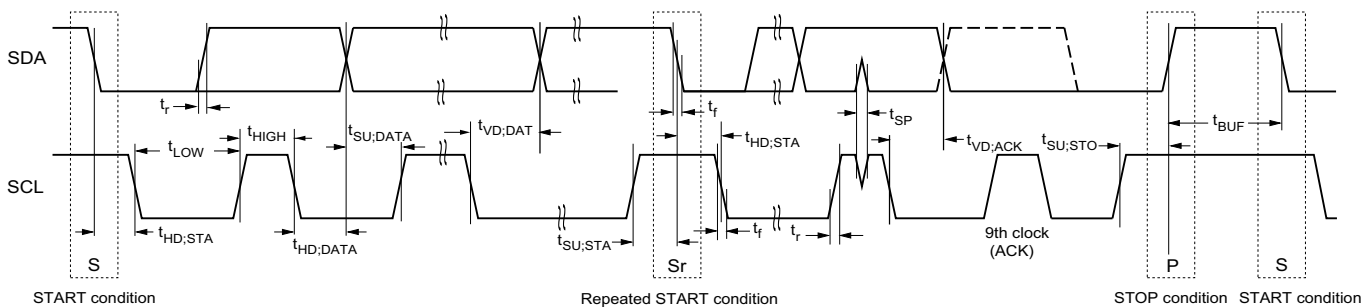 SDA
t_r
t_f
t_SP
t_HIGH
t_SU;DATA
t_VD;DAT
t_HD;STA
t_BUF
t_LOW
t_VD;ACK
t_SU;STO
SCL
t_HD;STA
t_HD;DATA
t_SU;STA
t_f
t_r
9th clock
(ACK)
S
Sr
P
S
START condition
Repeated START condition
STOP condition
START condition